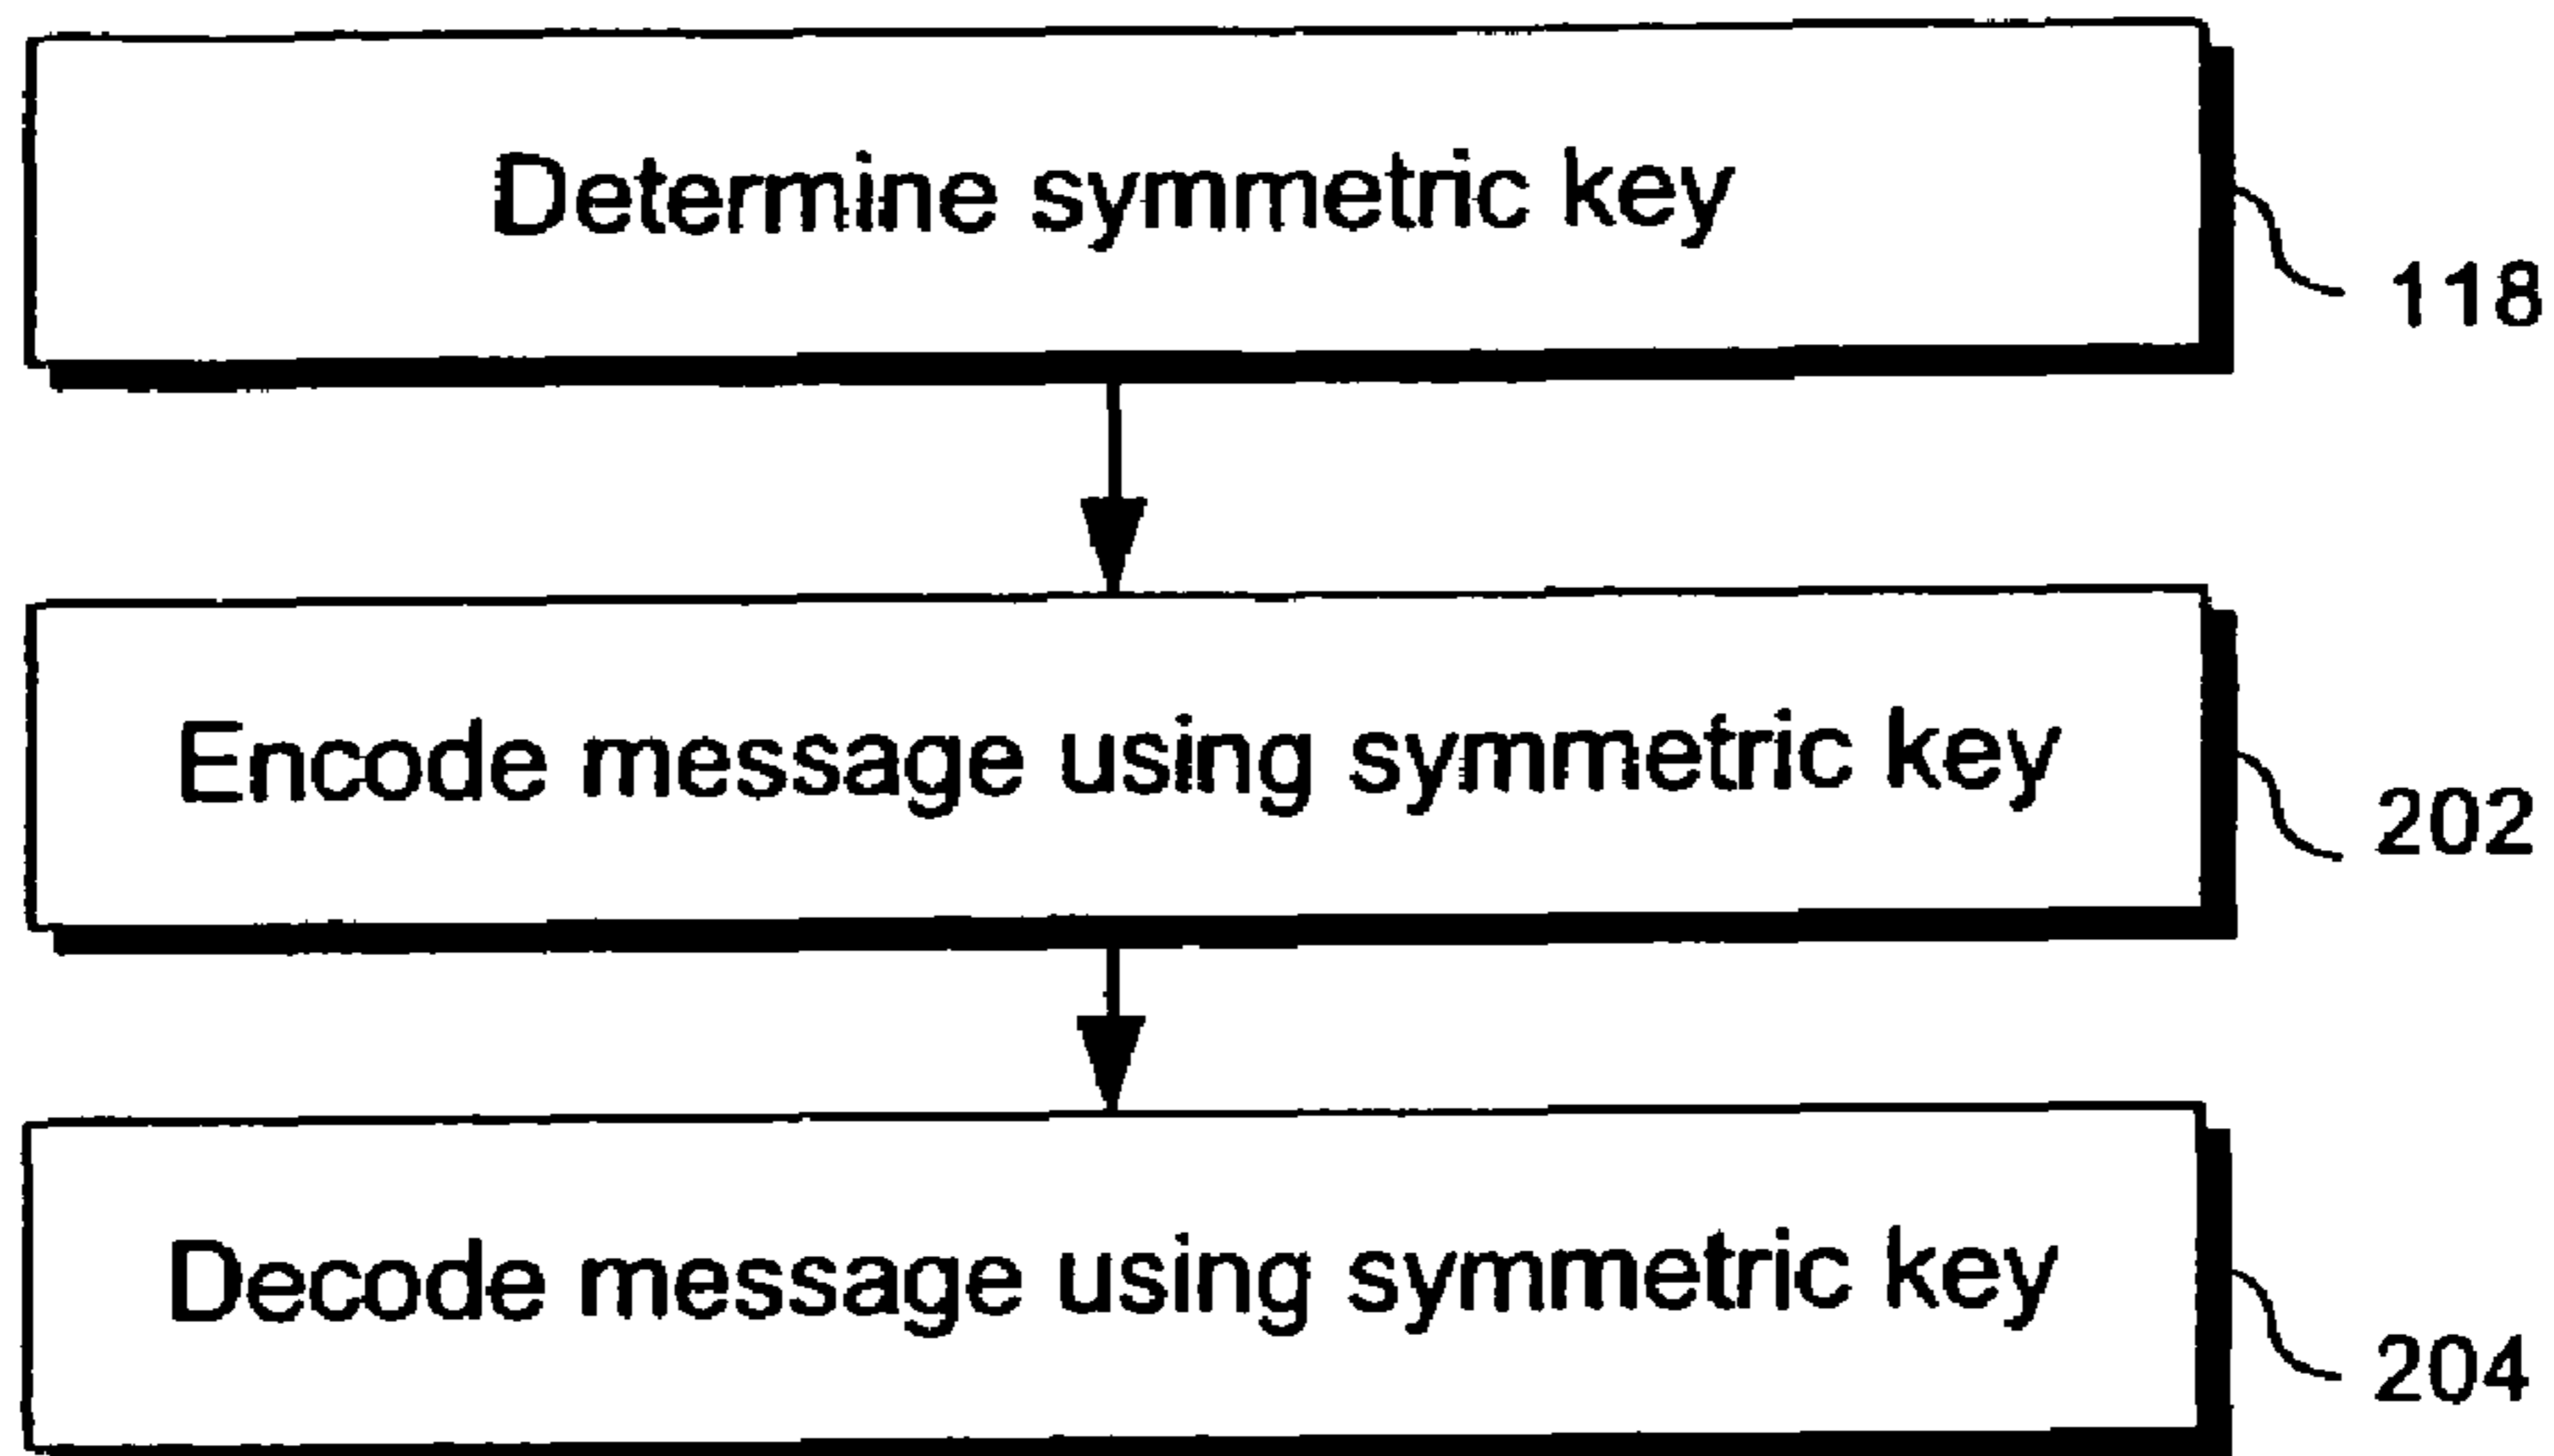 Determine symmetric key
118
Encode message using symmetric key
202
Decode message using symmetric key
204